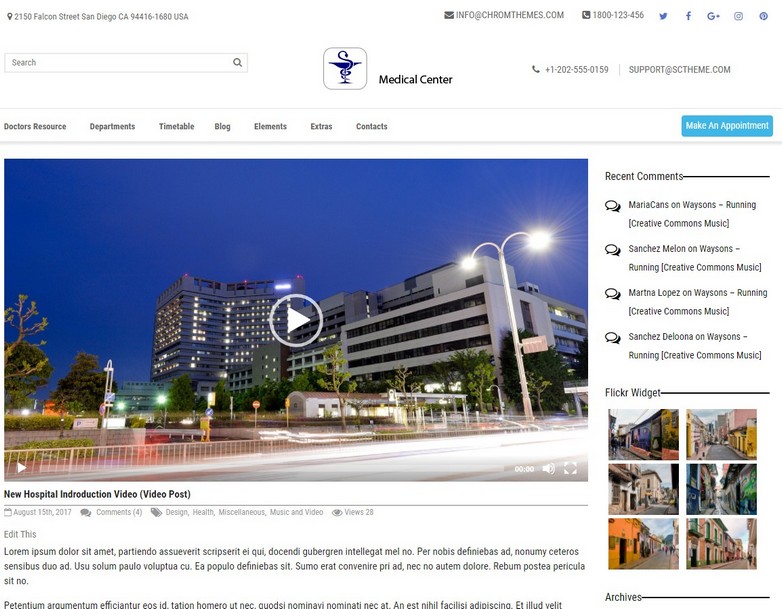 2150 Falcon Street San Diego CA 94416-1680 USA
INFO@CHROMTHEMES.COM
1800-123-456
Search
Medical Center
+1-202-555-0159
SUPPORT@SCTHEME.COM
Doctors Resource Departments Timetable Blog Elements Extras Contacts
Make An Appointment
00:00
New Hospital Indroduction Video (Video Post)
August 15th, 2017 Comments (4) Design, Health, Miscellaneous, Music and Video Views 28
Edit This
Lorem ipsum dolor sit amet, partiendo assueverit scripserit ei qui, docendi gubergren intellegat mel no. Per nobis definiebas ad, nonumy ceteros
sensibus duo ad. Usu solum paulo voluptua cu. Ea populo definiebas sit. Sumo erat convenire pri ad, nec no autem dolore. Rebum postea pericula
sit no.
Petentium argumentum efficiantur eos id, tation homero ut nec, quodsi nominavi nominati nec at. An est nihil facilisi adipiscing. Et illud velit
Recent Comments
MariaCans on Waysons – Running
[Creative Commons Music]
Sanchez Melon on Waysons –
Running [Creative Commons Music]
Martna Lopez on Waysons – Running
[Creative Commons Music]
Sanchez Deloona on Waysons –
Running [Creative Commons Music]
Flickr Widget
Archives